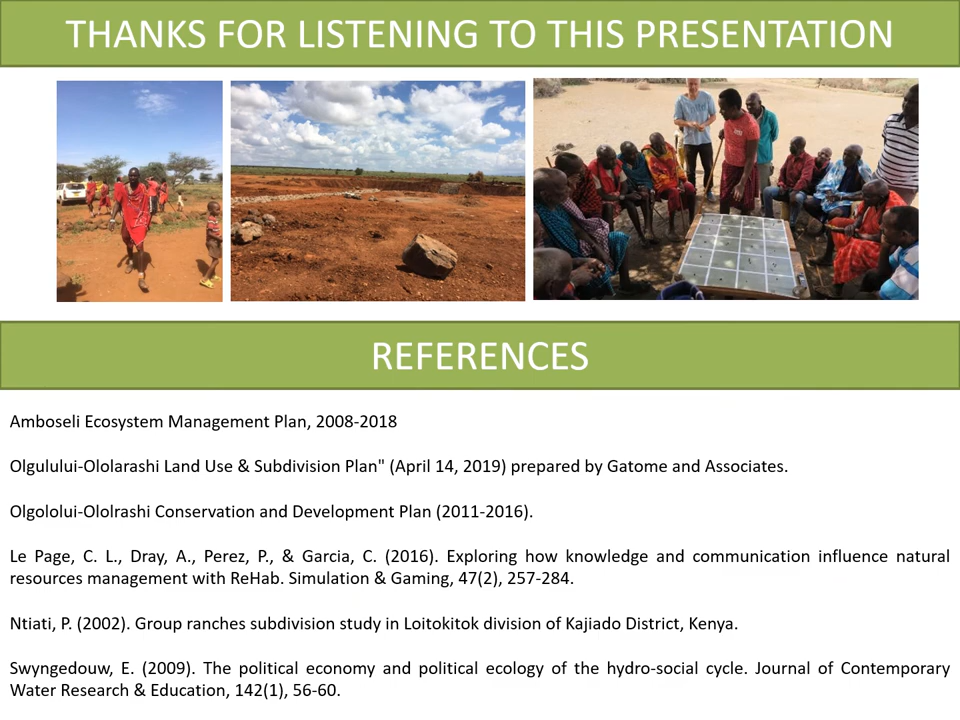 THANKS FOR LISTENING TO THIS PRESENTATION
REFERENCES
Amboseli Ecosystem Management Plan, 2008-2018
Olgulului-Ololarashi Land Use & Subdivision Plan" (April 14, 2019) prepared by Gatome and Associates.
Olgololui-Ololrashi Conservation and Development Plan (2011-2016).
Le Page, C. L., Dray, A., Perez, P., & Garcia, C. (2016). Exploring how knowledge and communication influence natural
resources management with ReHab. Simulation & Gaming, 47(2), 257-284.
Ntiati, P. (2002). Group ranches subdivision study in Loitokitok division of Kajiado District, Kenya.
Swyngedouw, E. (2009). The political economy and political ecology of the hydro-social cycle. Journal of Contemporary
Water Research & Education, 142(1), 56-60.